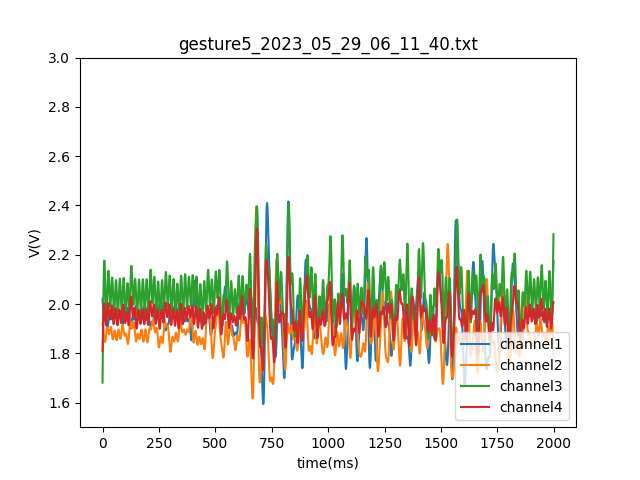 gesture5_2023_05_29_06_11_40.txt
3.0
2.8
2.6
2.4
2.2
2.0
1.8
1.6
V(V)
channel1
channel2
channel3
channel4
0 250 500 750 1000 1250 1500 1750 2000
time(ms)